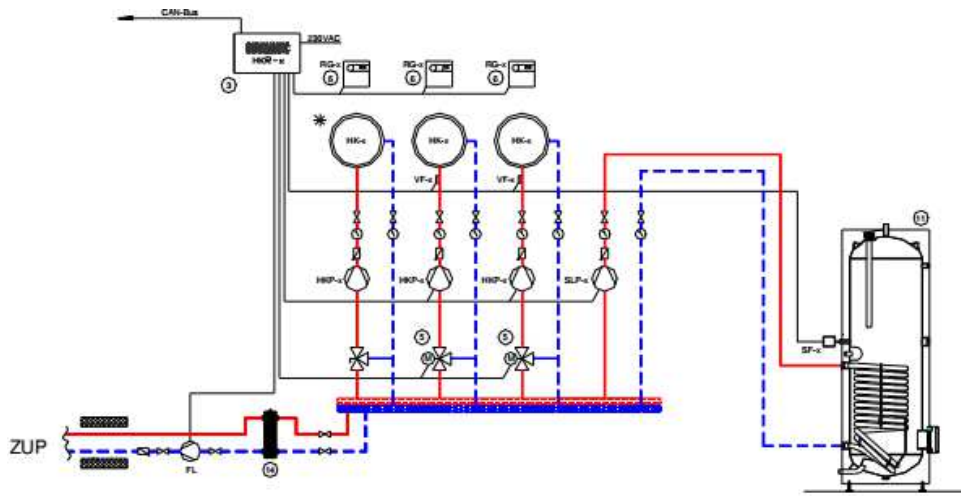 CAN-Bus
230VAC
HKR-x
3
RG-x RG-x RG-x
6 6 6
HK-x HK-x HK-x
VF-x VF-x
11
HKP-x HKP-x HKP-x SLP-x
5 5
M M
SF-x
ZUP
FL
14